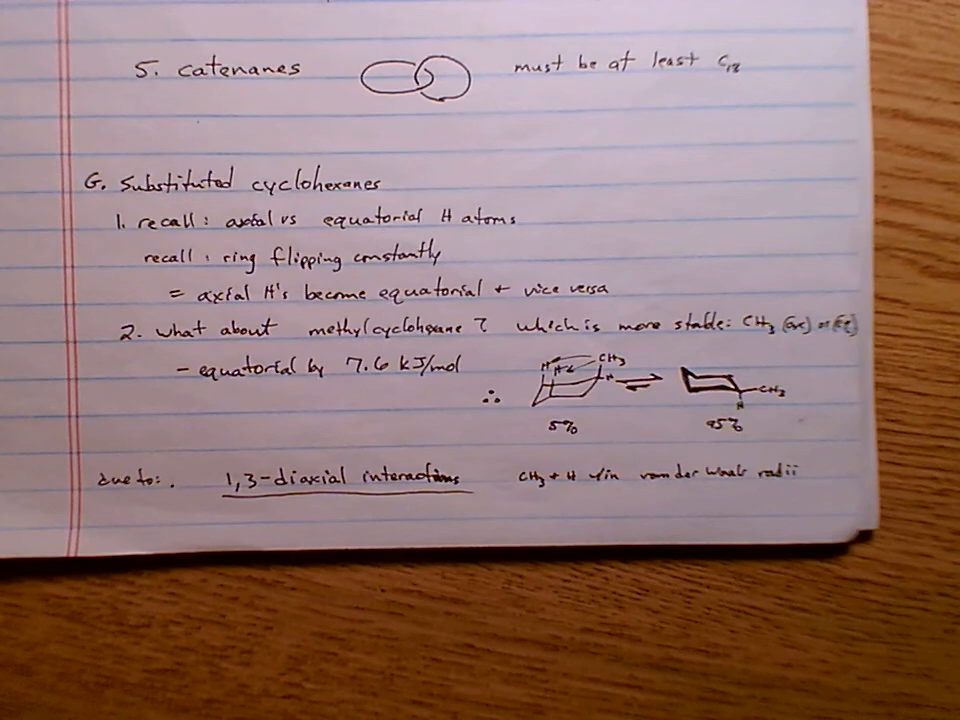 5. catenanes must be at least C18
G. Substituted cyclohexanes
1. recall: axial vs equatorial H atoms
recall: ring flipping constantly
= axial H's become equatorial + vice versa
2. What about methylcyclohexane? which is more stable: CH3 (ax) or (Eq)
- equatorial by 7.6 kJ/mol
∴ H H CH3 H ⇌ CH3 H
5% 95%
due to: 1,3-diaxial interactions CH3 + H w/in van der Waals radii